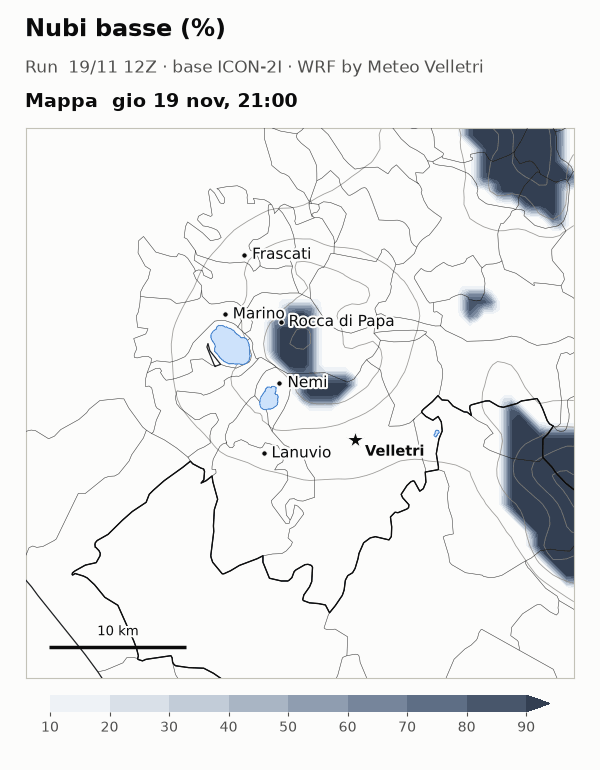 Nubi basse (%)
Run  19/11 12Z · base ICON-2I · WRF by Meteo Velletri
Mappa  gio 19 nov, 21:00
Frascati
Marino
Rocca di Papa
Nemi
Velletri
Lanuvio
10 km
10 20 30 40 50 60 70 80 90